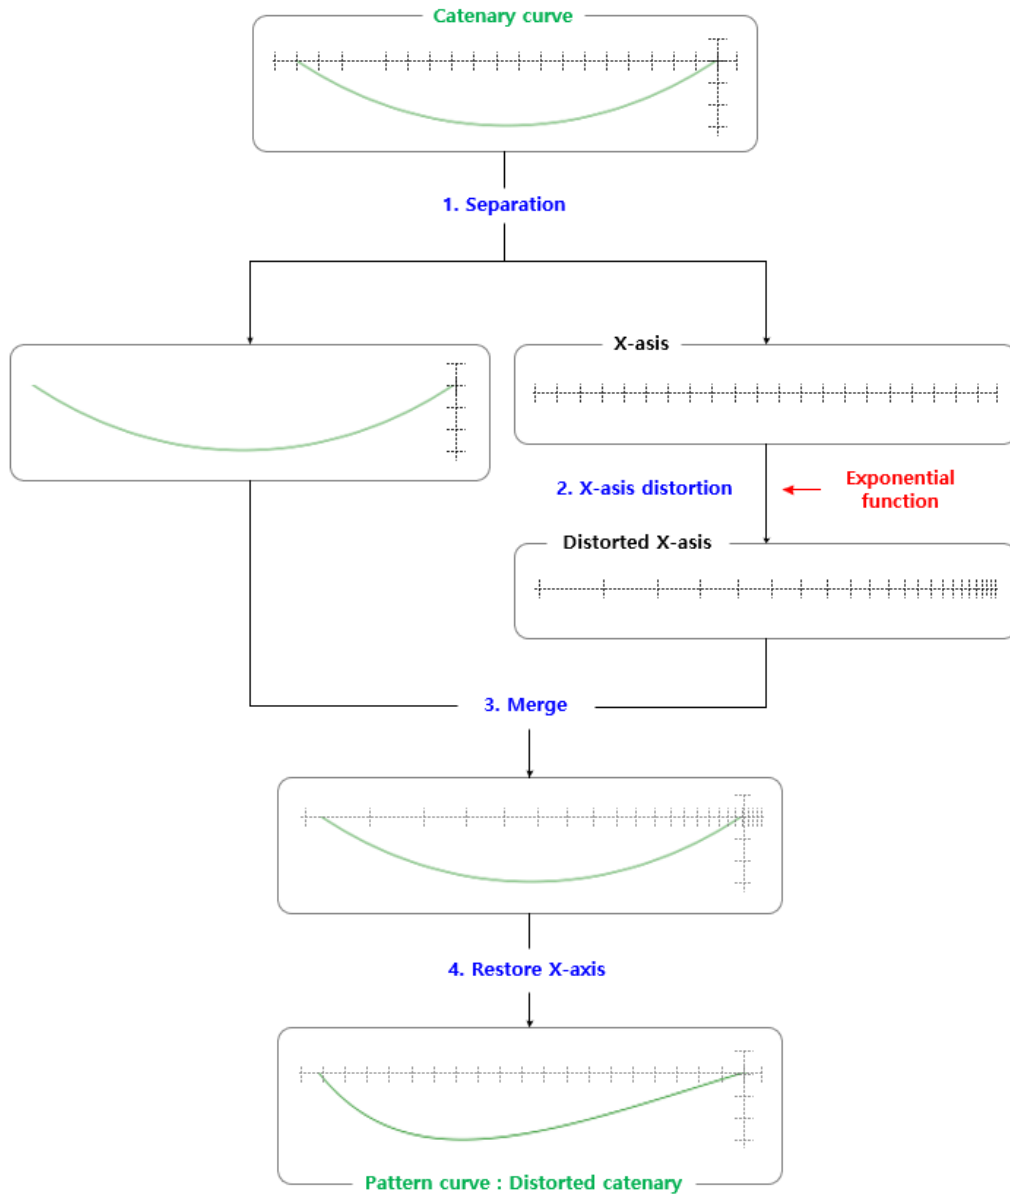 Catenary curve
1. Separation
X-asis
2. X-asis distortion
Exponential
function
Distorted X-asis
3. Merge
4. Restore X-axis
Pattern curve : Distorted catenary